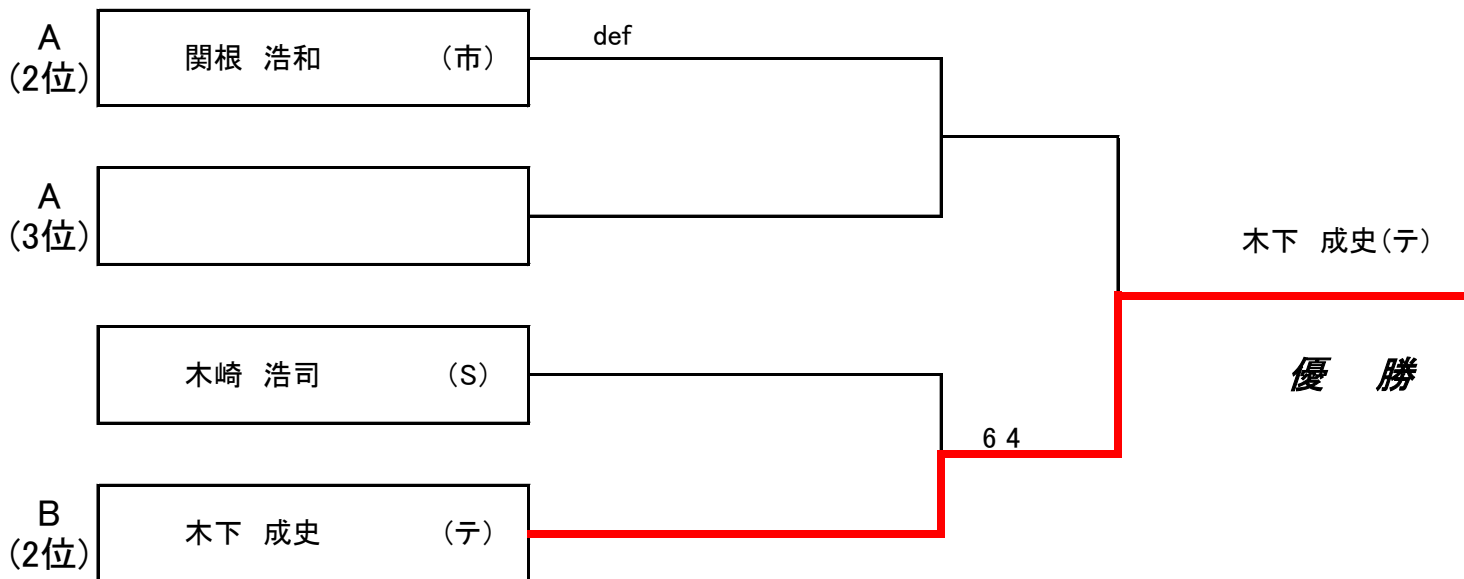 A
(2位)
関根 浩和 (市)
def
A
(3位)
木下 成史(テ)
木崎 浩司 (S)
優 勝
6 4
B
(2位)
木下 成史 (テ)